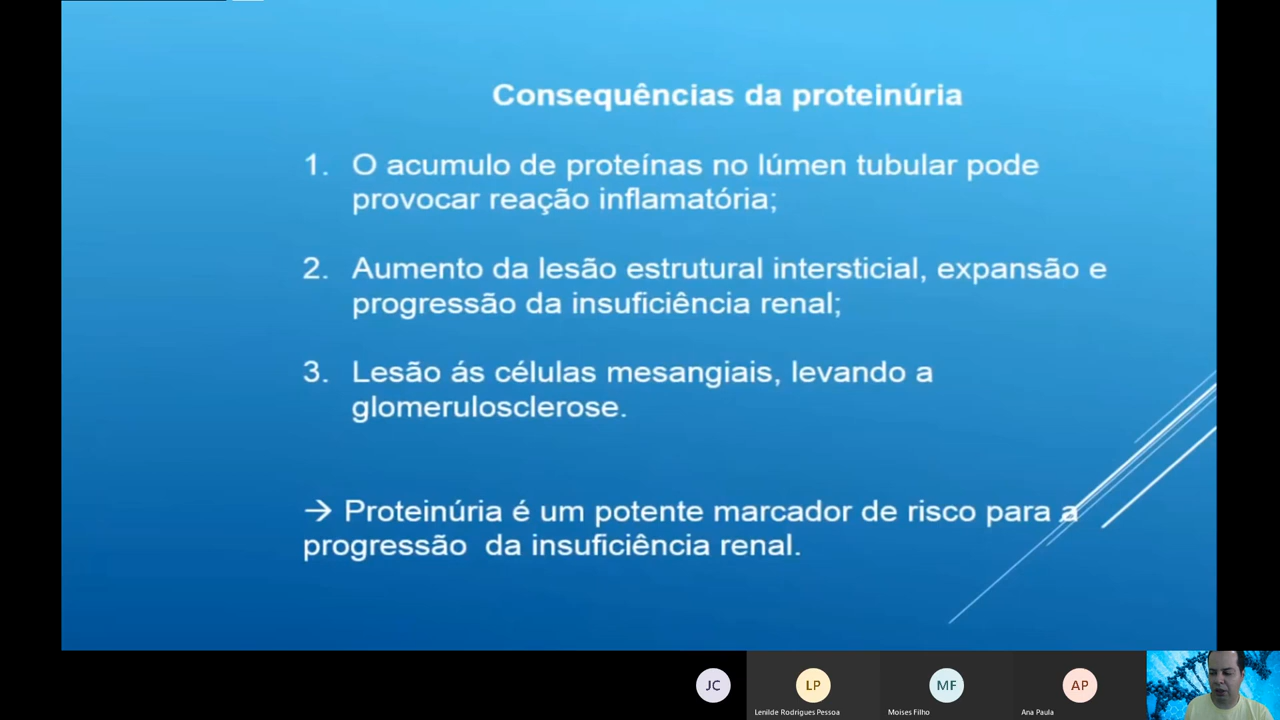 Consequências da proteinúria
1. O acumulo de proteínas no lúmen tubular pode
provocar reação inflamatória;
2. Aumento da lesão estrutural intersticial, expansão e
progressão da insuficiência renal;
3. Lesão ás células mesangiais, levando a
glomerulosclerose.
→ Proteinúria é um potente marcador de risco para a
progressão da insuficiência renal.
JC
LP
MF
AP
Lenilde Rodrigues Pessoa
Moises Filho
Ana Paula